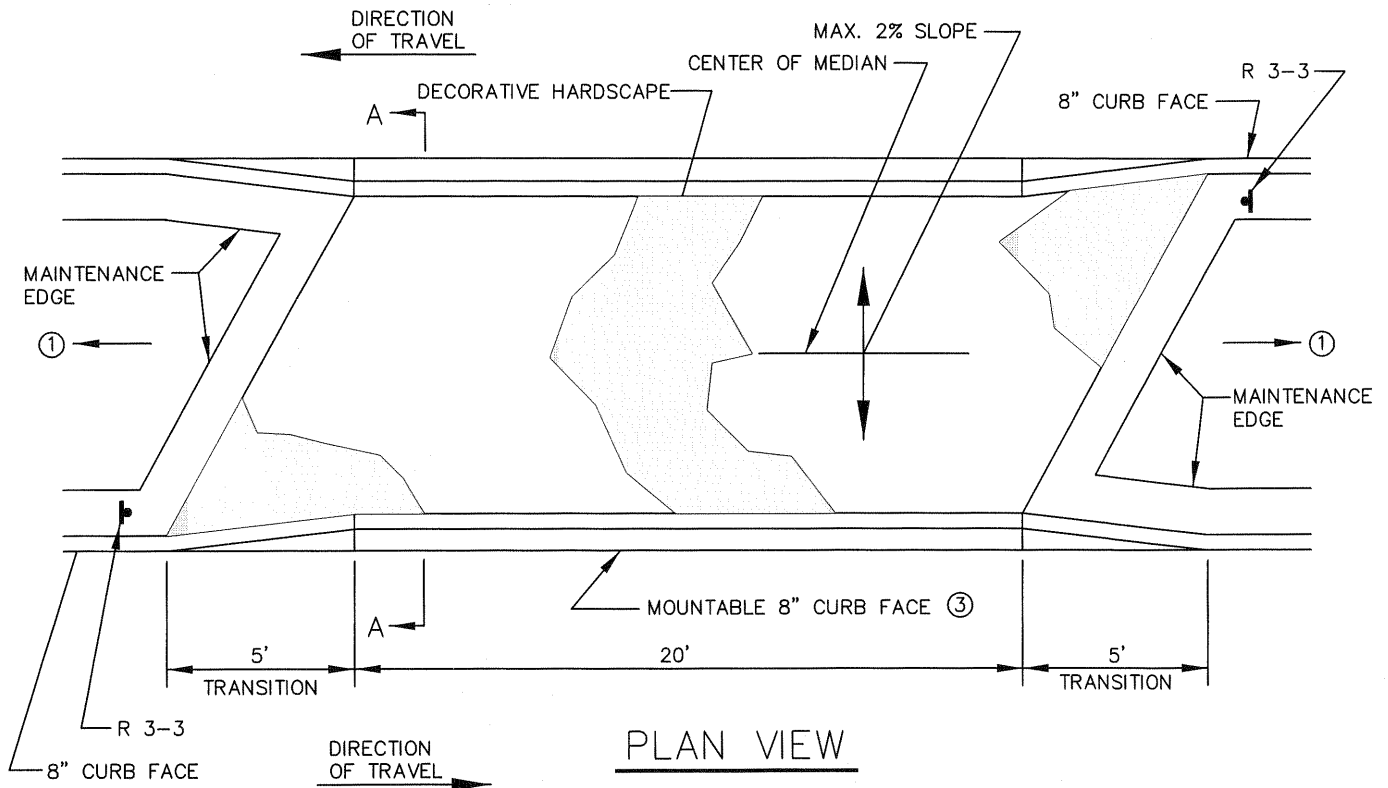 DIRECTION
OF TRAVEL
MAX. 2% SLOPE
CENTER OF MEDIAN
R 3-3
DECORATIVE HARDSCAPE
8" CURB FACE
A
MAINTENANCE
EDGE
①
①
MAINTENANCE
EDGE
MOUNTABLE 8" CURB FACE ③
A
5'
TRANSITION
20'
5'
TRANSITION
R 3-3
8" CURB FACE
DIRECTION
OF TRAVEL
PLAN VIEW